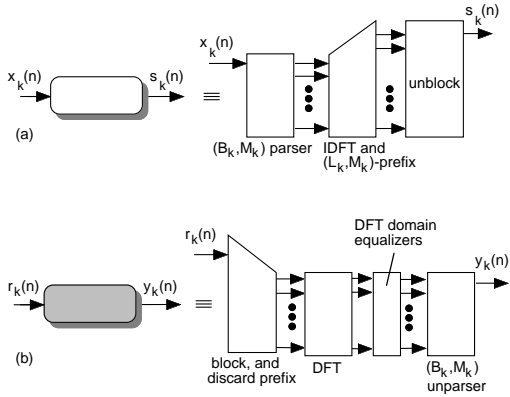 x_k(n) s_k(n)
(a)
≡
x_k(n)
s_k(n)
unblock
(B_k,M_k) parser
IDFT and
(L_k,M_k)-prefix
r_k(n) y_k(n)
(b)
≡
r_k(n)
DFT domain
equalizers
y_k(n)
block, and
discard prefix
DFT
(B_k,M_k)
unparser